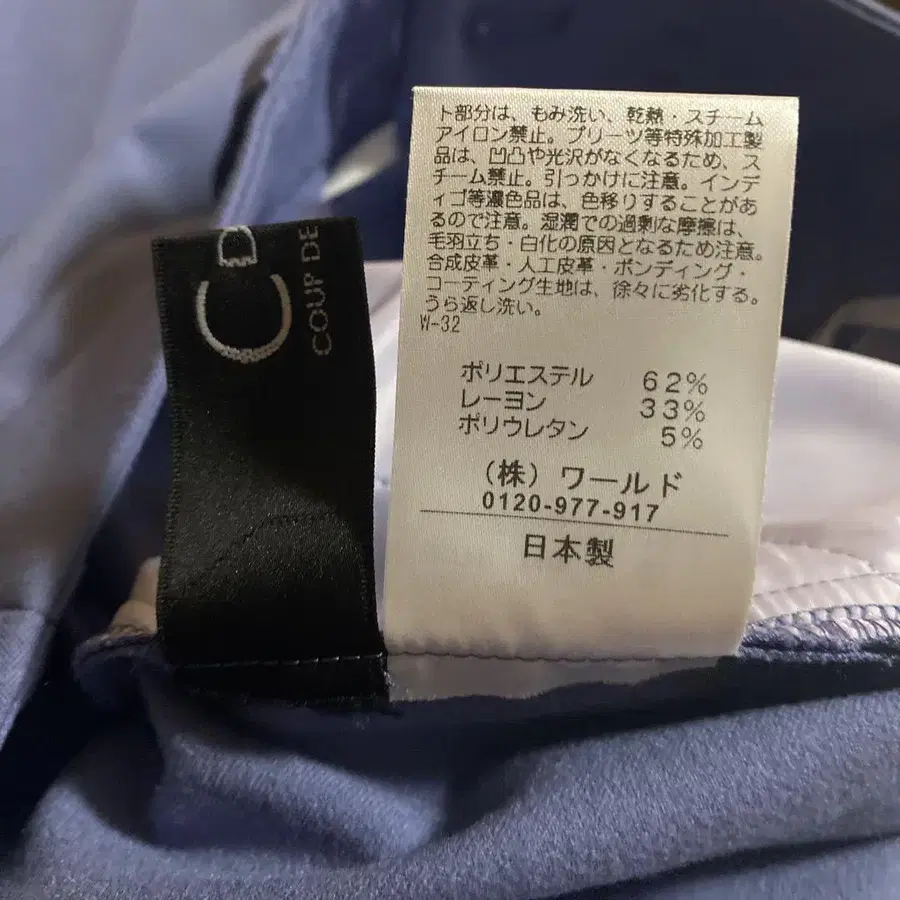 CD
COUP DE
ト部分は、もみ洗い、乾熱・スチーム
アイロン禁止。プリーツ等特殊加工製
品は、凹凸や光沢がなくなるため、ス
チーム禁止。引っかけに注意。インデ
ィゴ等濃色品は、色移りすることがあ
るので注意。湿潤での過剰な摩擦は、
毛羽立ち・白化の原因となるため注意。
合成皮革・人工皮革・ボンディング・
コーティング生地は、徐々に劣化する。
うら返し洗い。
W-32
ポリエステル 62%
レーヨン 33%
ポリウレタン 5%
(株)ワールド
0120-977-917
日本製